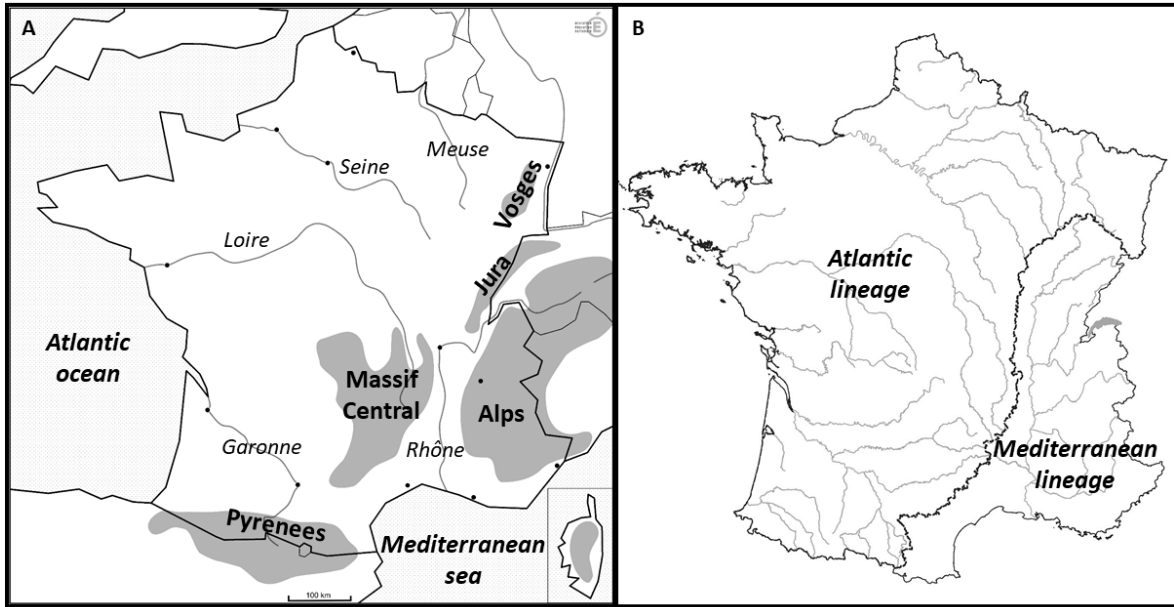 A
Seine
Meuse
Vosges
Loire
Jura
Atlantic
ocean
Massif
Central
Alps
Garonne
Rhône
Pyrenees
Mediterranean
sea
100 km
B
Atlantic
lineage
Mediterranean
lineage